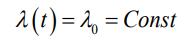 λ(t) = λ₀ = Const